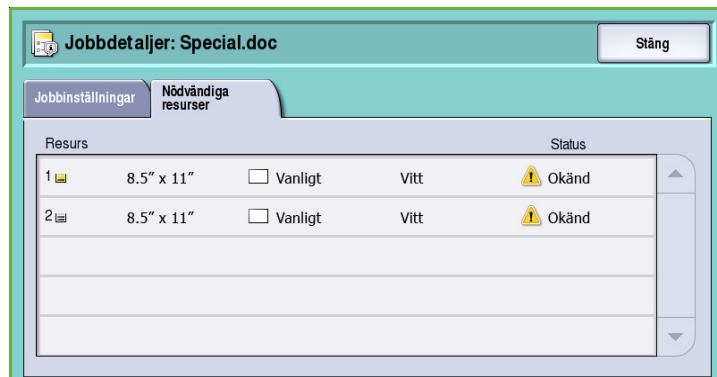 Jobbdetaljer: Special.doc
Stäng
Jobbinställningar
Nödvändiga
resurser
Resurs Status
1 8.5" x 11" Vanligt Vitt Okänd
2 8.5" x 11" Vanligt Vitt Okänd